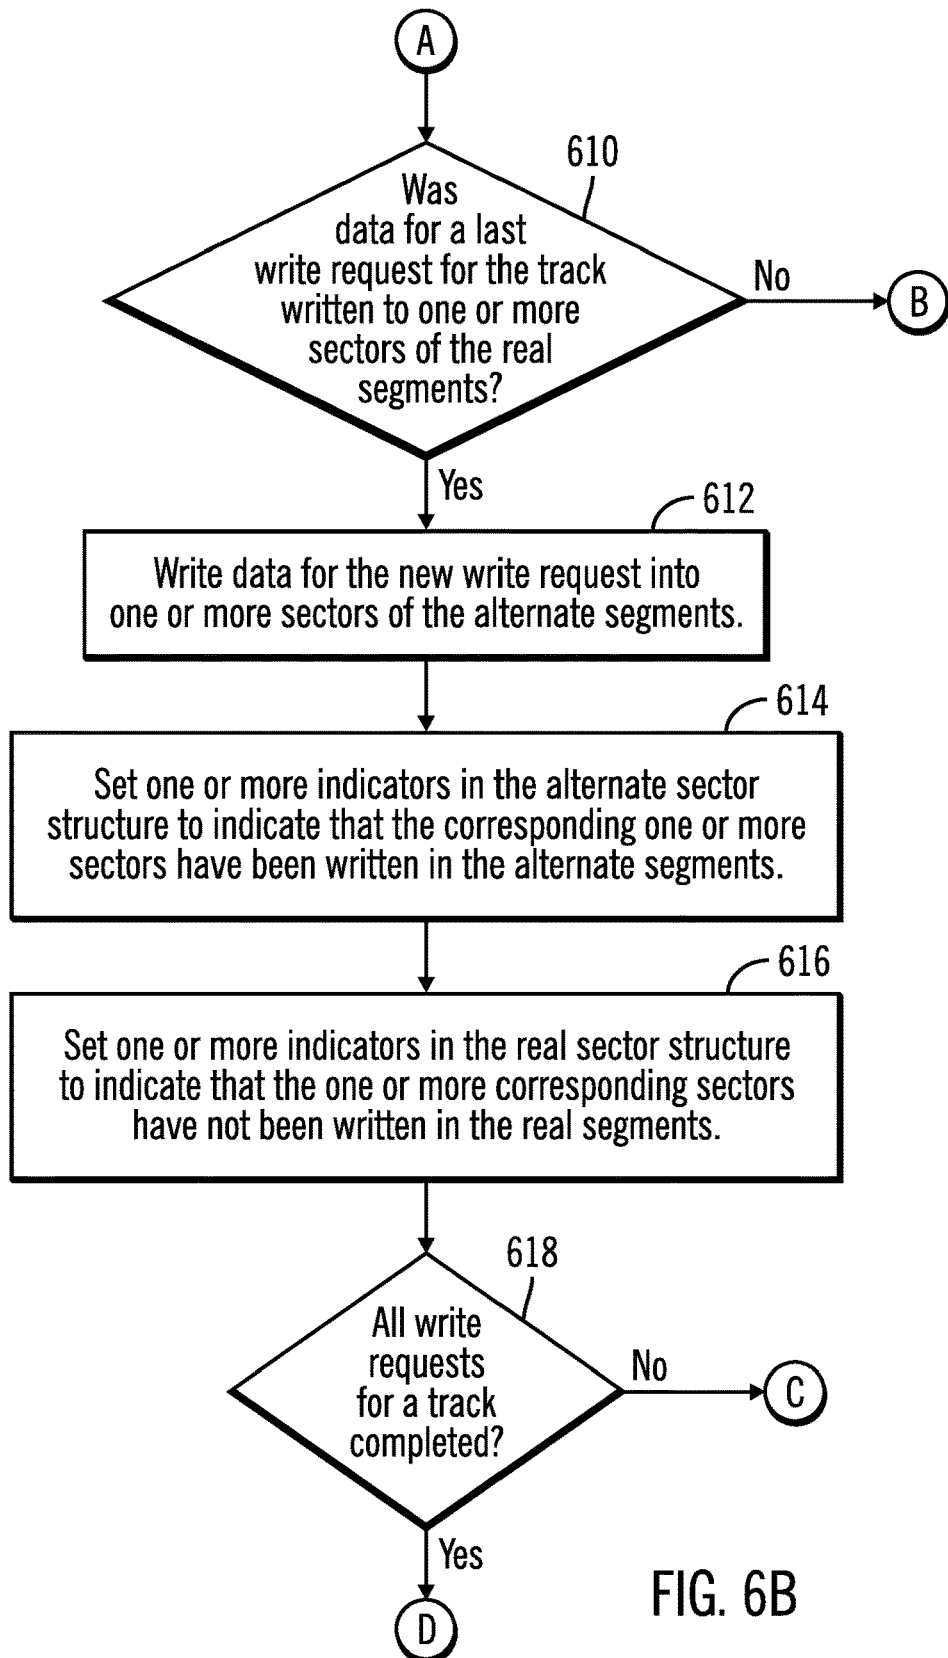 A
610
Was
data for a last
write request for the track
written to one or more
sectors of the real
segments?
No
B
Yes
612
Write data for the new write request into
one or more sectors of the alternate segments.
614
Set one or more indicators in the alternate sector
structure to indicate that the corresponding one or more
sectors have been written in the alternate segments.
616
Set one or more indicators in the real sector structure
to indicate that the one or more corresponding sectors
have not been written in the real segments.
618
All write
requests
for a track
completed?
No
C
Yes
D
FIG. 6B